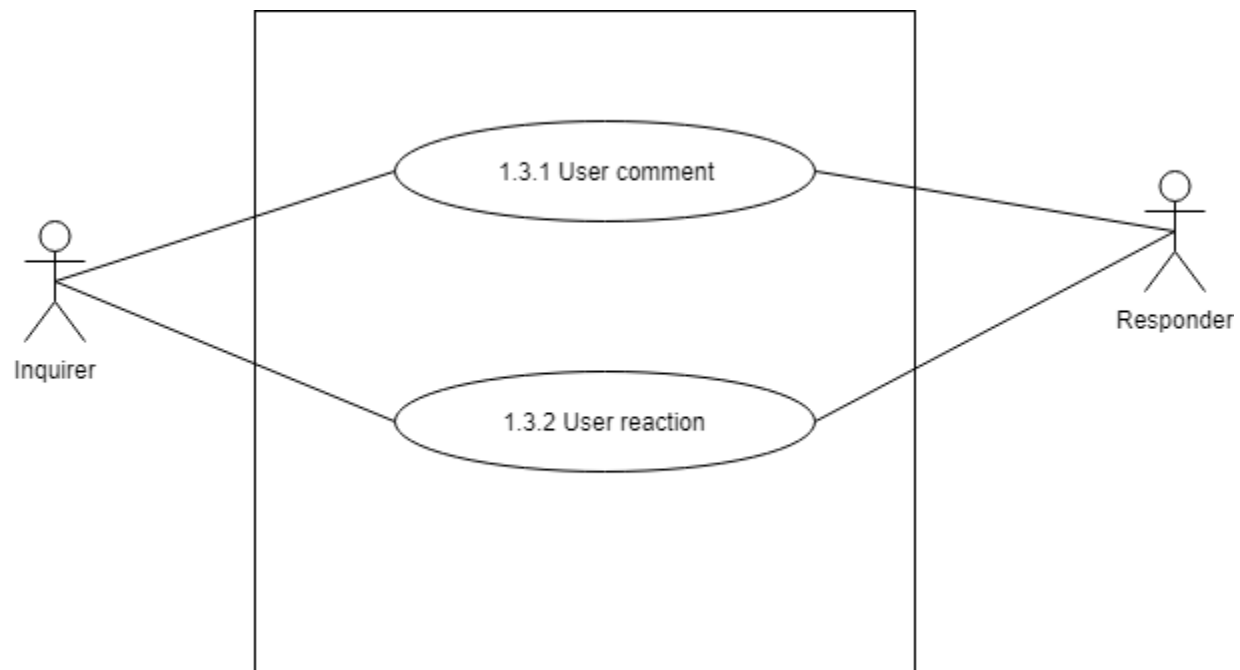 1.3.1 User comment
Responder
Inquirer
1.3.2 User reaction